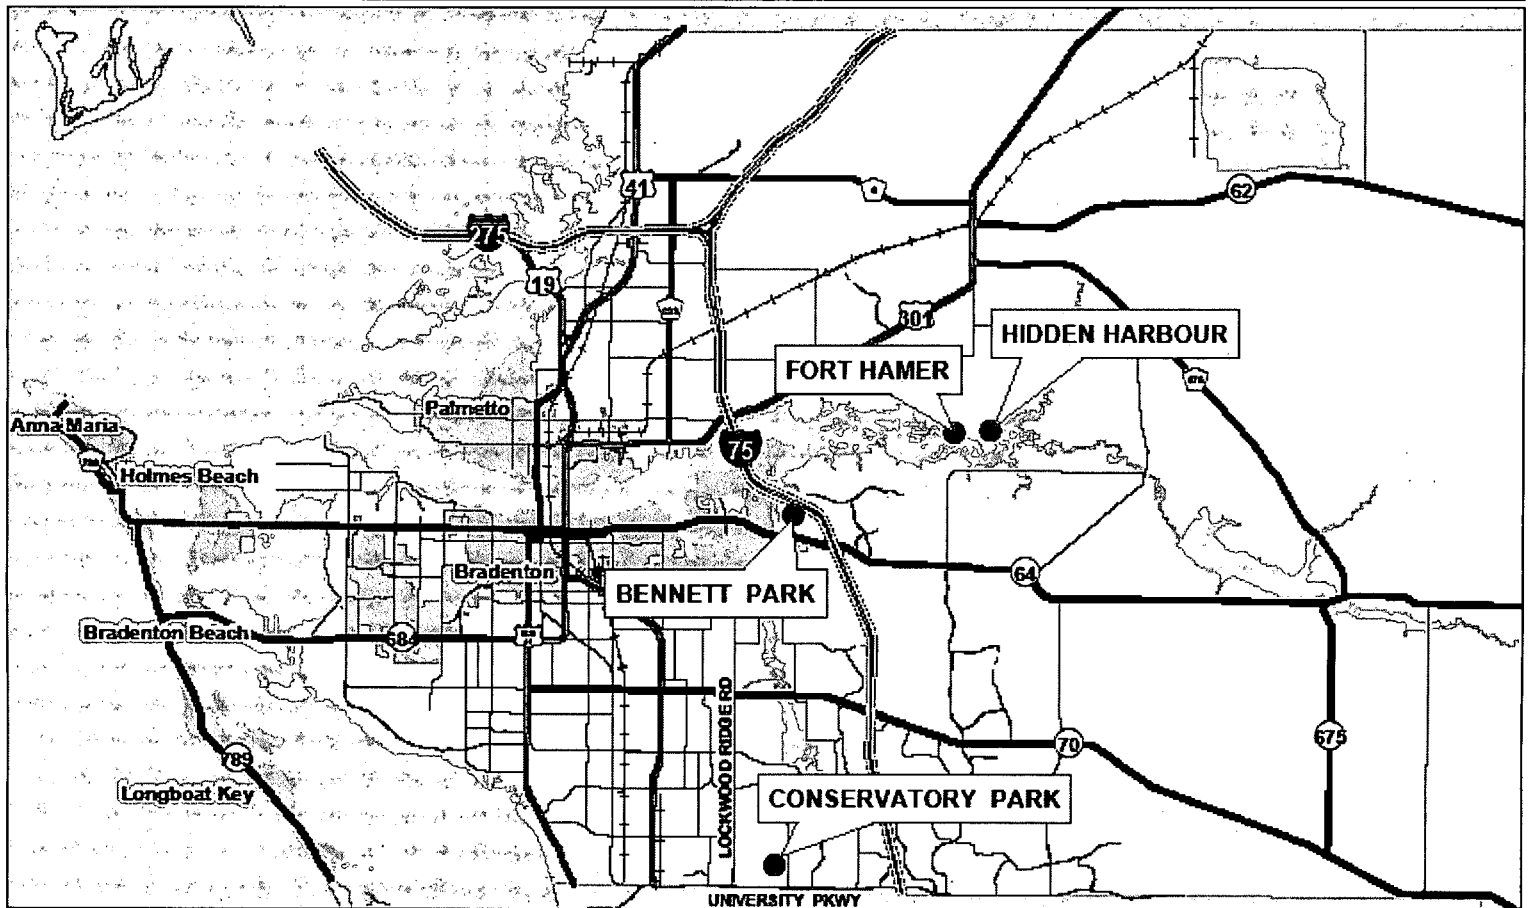 41
6
62
275
19
301
HIDDEN HARBOUR
FORT HAMER
Palmetto
Anna Maria
75
Holmes Beach
64
Bradenton
BENNETT PARK
Bradenton Beach
684
LOCKWOOD RIDGE RD
675
70
789
Longboat Key
CONSERVATORY PARK
UNIVERSITY PKWY